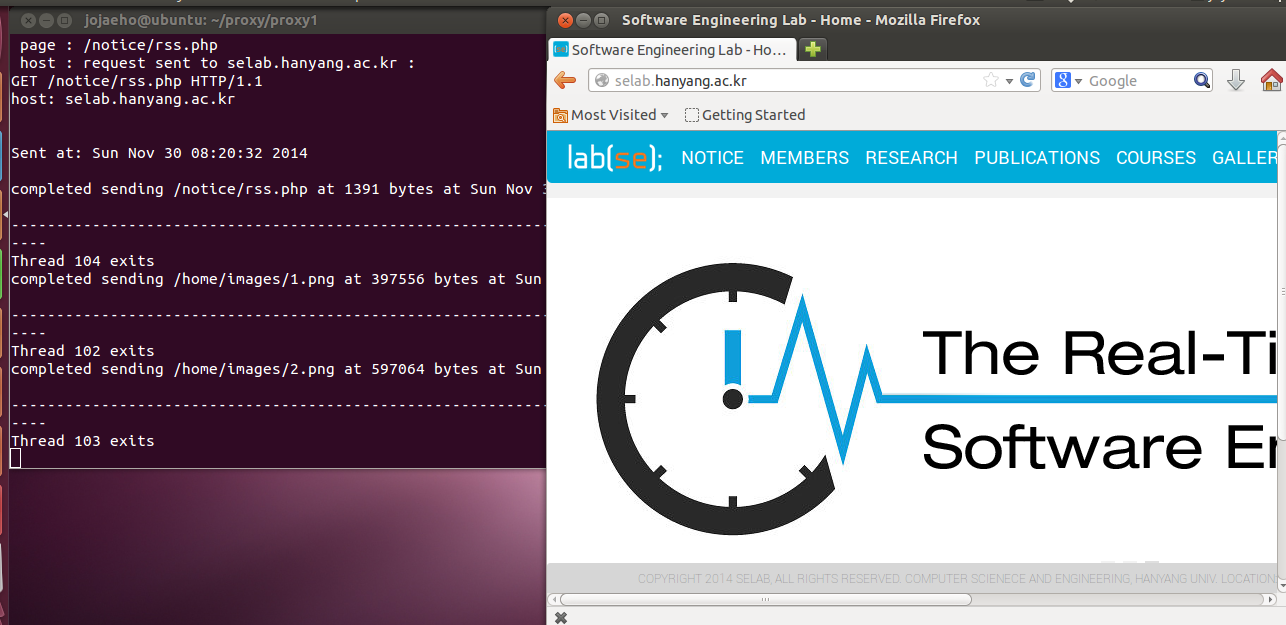 jojaeho@ubuntu: ~/proxy/proxy1
page : /notice/rss.php
host : request sent to selab.hanyang.ac.kr :
GET /notice/rss.php HTTP/1.1
host: selab.hanyang.ac.kr
Sent at: Sun Nov 30 08:20:32 2014
completed sending /notice/rss.php at 1391 bytes at Sun Nov
------------------------------------------------------------
----
Thread 104 exits
completed sending /home/images/1.png at 397556 bytes at Sun
------------------------------------------------------------
----
Thread 102 exits
completed sending /home/images/2.png at 597064 bytes at Sun
------------------------------------------------------------
----
Thread 103 exits
Software Engineering Lab - Home - Mozilla Firefox
Software Engineering Lab - Ho...
selab.hanyang.ac.kr
Google
Most Visited
Getting Started
lab(se); NOTICE MEMBERS RESEARCH PUBLICATIONS COURSES GALLER
The Real-Ti
Software En
COPYRIGHT 2014 SELAB, ALL RIGHTS RESERVED. COMPUTER SCIENECE AND ENGINEERING, HANYANG UNIV. LOCATION